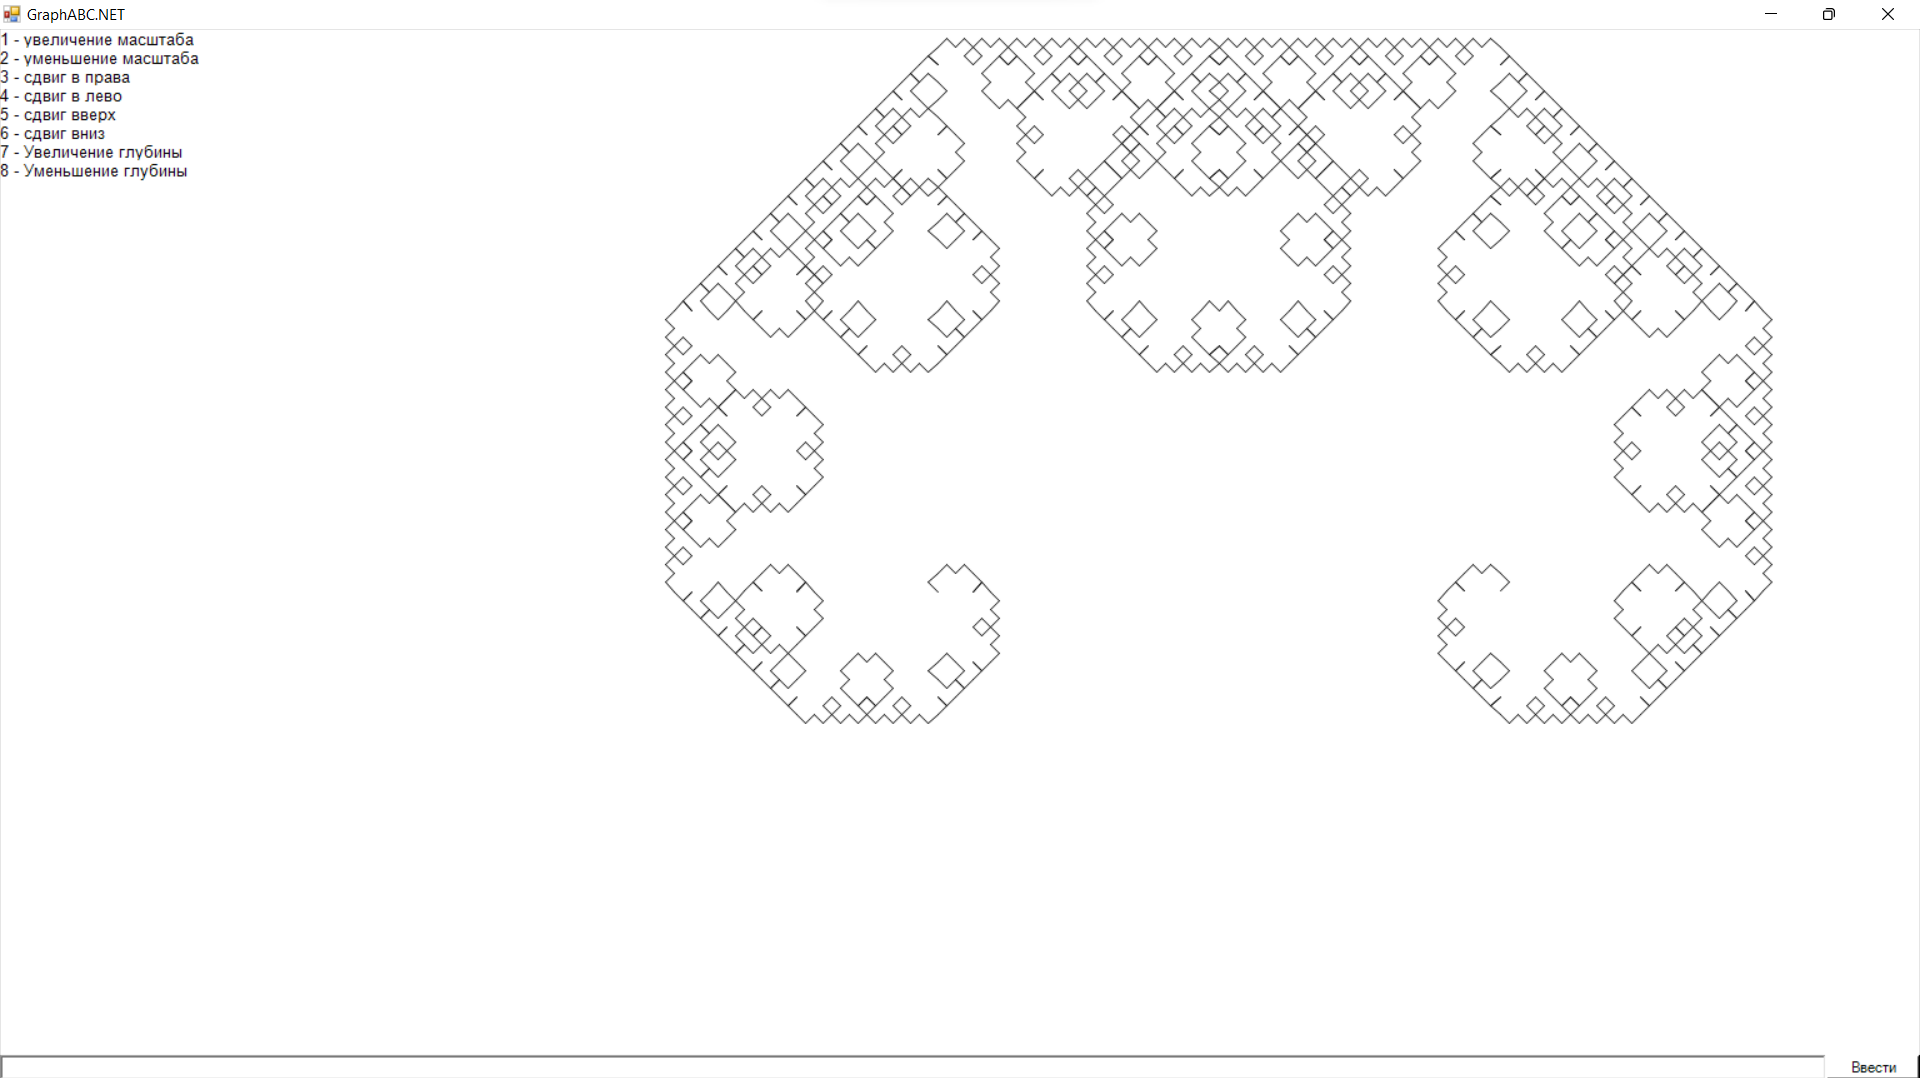 GraphABC.NET
1 - увеличение масштаба
2 - уменьшение масштаба
3 - сдвиг в права
4 - сдвиг в лево
5 - сдвиг вверх
6 - сдвиг вниз
7 - Увеличение глубины
8 - Уменьшение глубины
Ввести